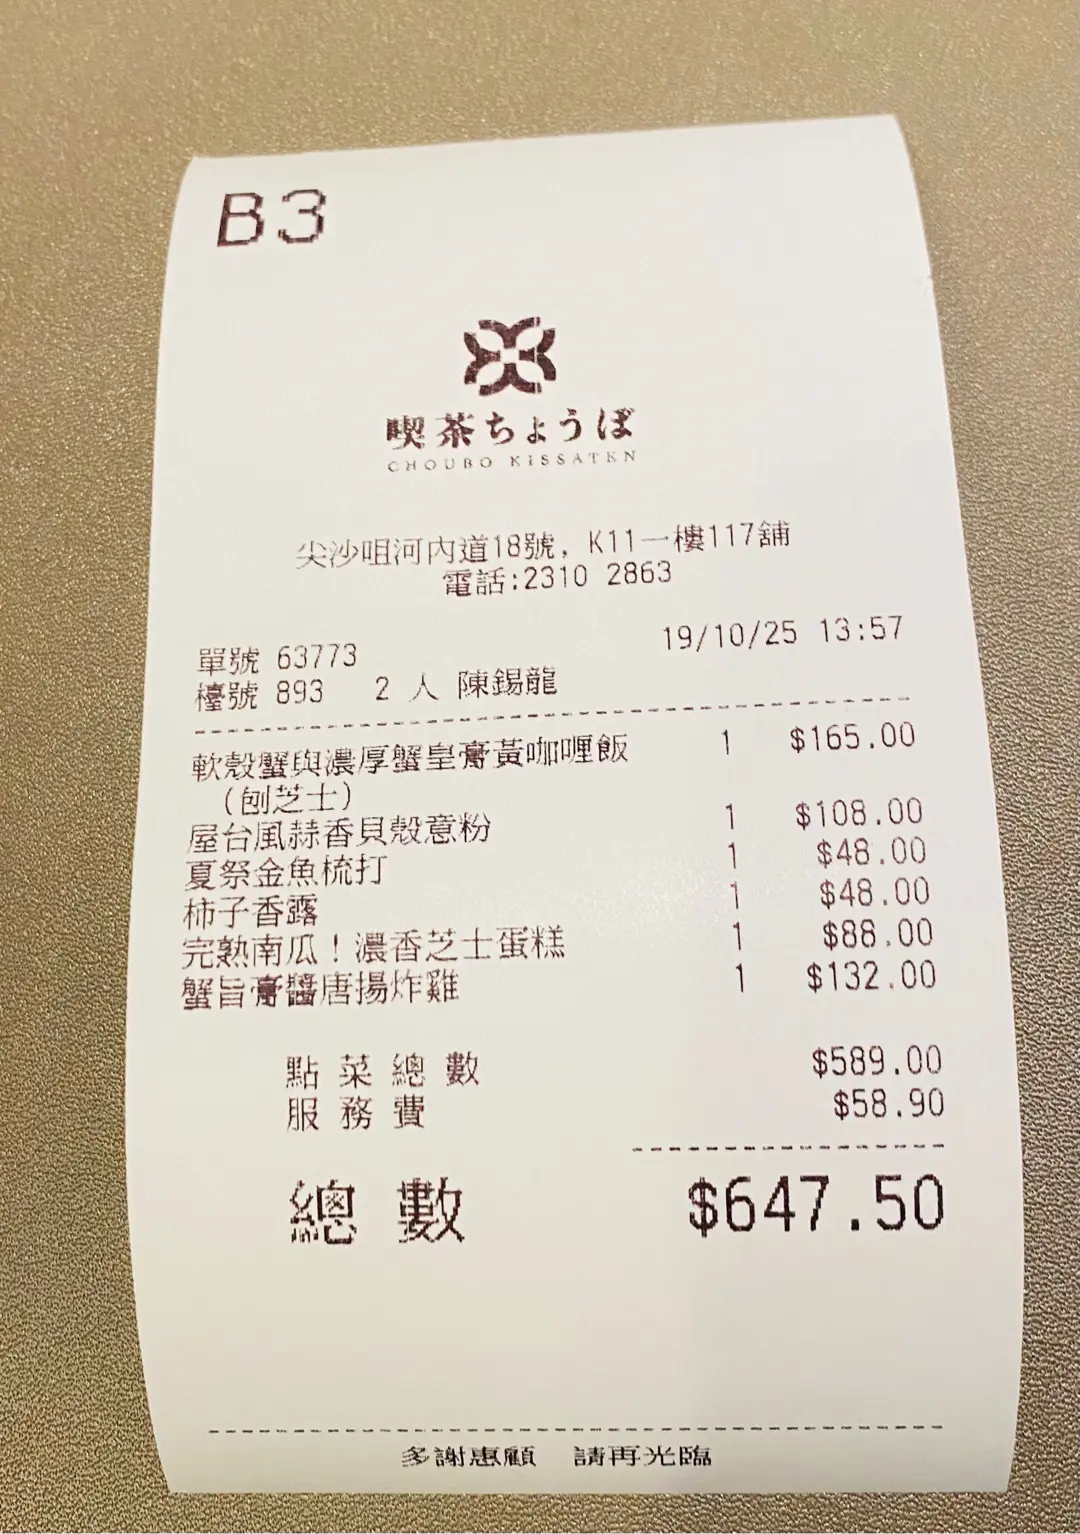 B3
喫茶ちょうぼ
CHOUBO KISSATEN
尖沙咀河內道18號, K11一樓117舖
電話:2310 2863
單號 63773 19/10/25 13:57
檯號 893 2 人 陳錫龍
軟殼蟹與濃厚蟹皇膏黃咖喱飯 1 $165.00
(刨芝士)
屋台風蒜香貝殼意粉 1 $108.00
夏祭金魚梳打 1 $48.00
柿子香露 1 $48.00
完熟南瓜！濃香芝士蛋糕 1 $88.00
蟹旨膏醬唐揚炸雞 1 $132.00
點菜總數 $589.00
服務費 $58.90
總數 $647.50
多謝惠顧 請再光臨